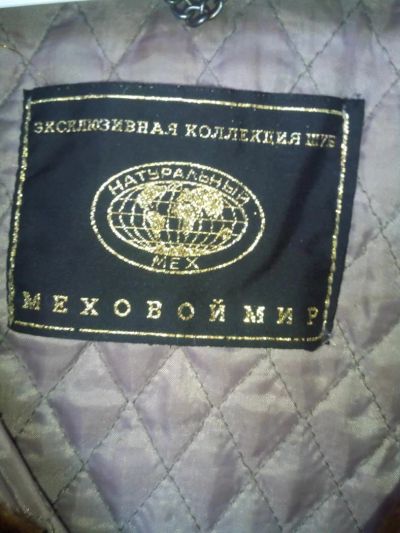 ЭКСКЛЮЗИВНАЯ КОЛЛЕКЦИЯ ШУБ
НАТУРАЛЬНЫЙ
МЕХ
МЕХОВОЙ МИР